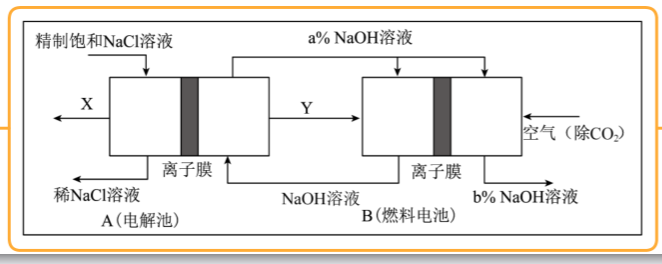 精制饱和NaCl溶液
a% NaOH溶液
X
Y
空气（除CO₂）
离子膜
离子膜
稀NaCl溶液
NaOH溶液
b% NaOH溶液
A(电解池)
B(燃料电池)